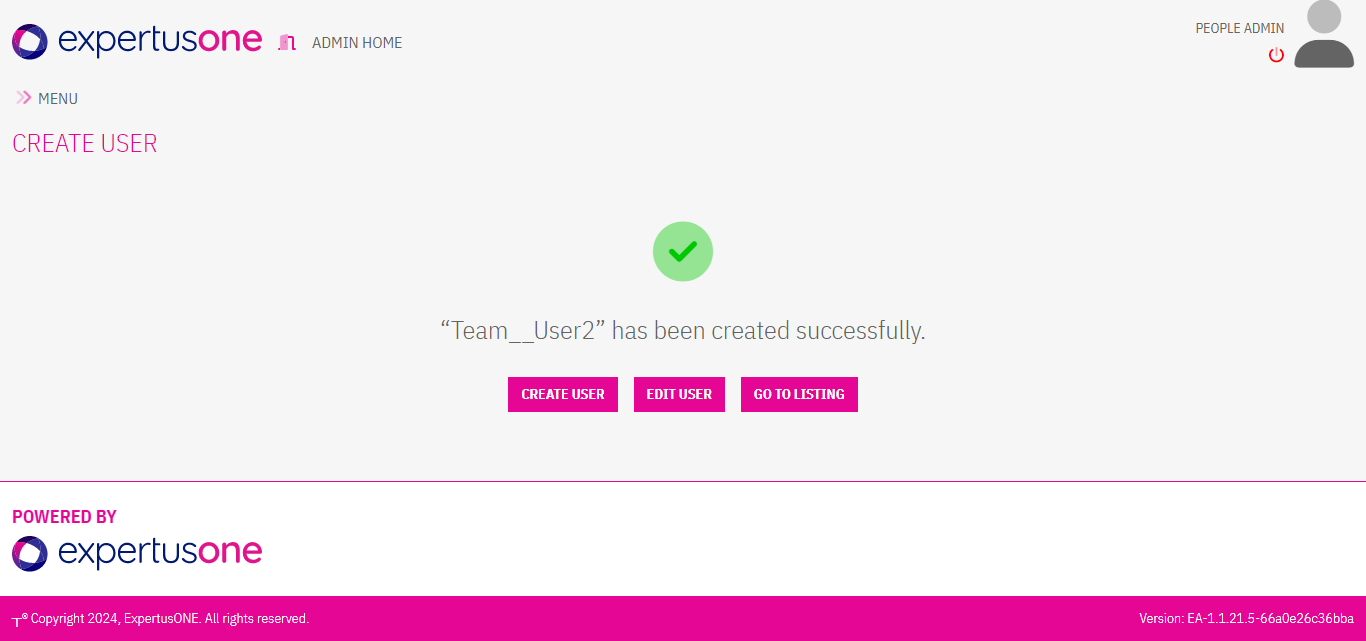 expertusone
ADMIN HOME
PEOPLE ADMIN
MENU
CREATE USER
“Team__User2” has been created successfully.
CREATE USER
EDIT USER
GO TO LISTING
POWERED BY
expertusone
┬® Copyright 2024, ExpertusONE. All rights reserved.
Version: EA-1.1.21.5-66a0e26c36bba